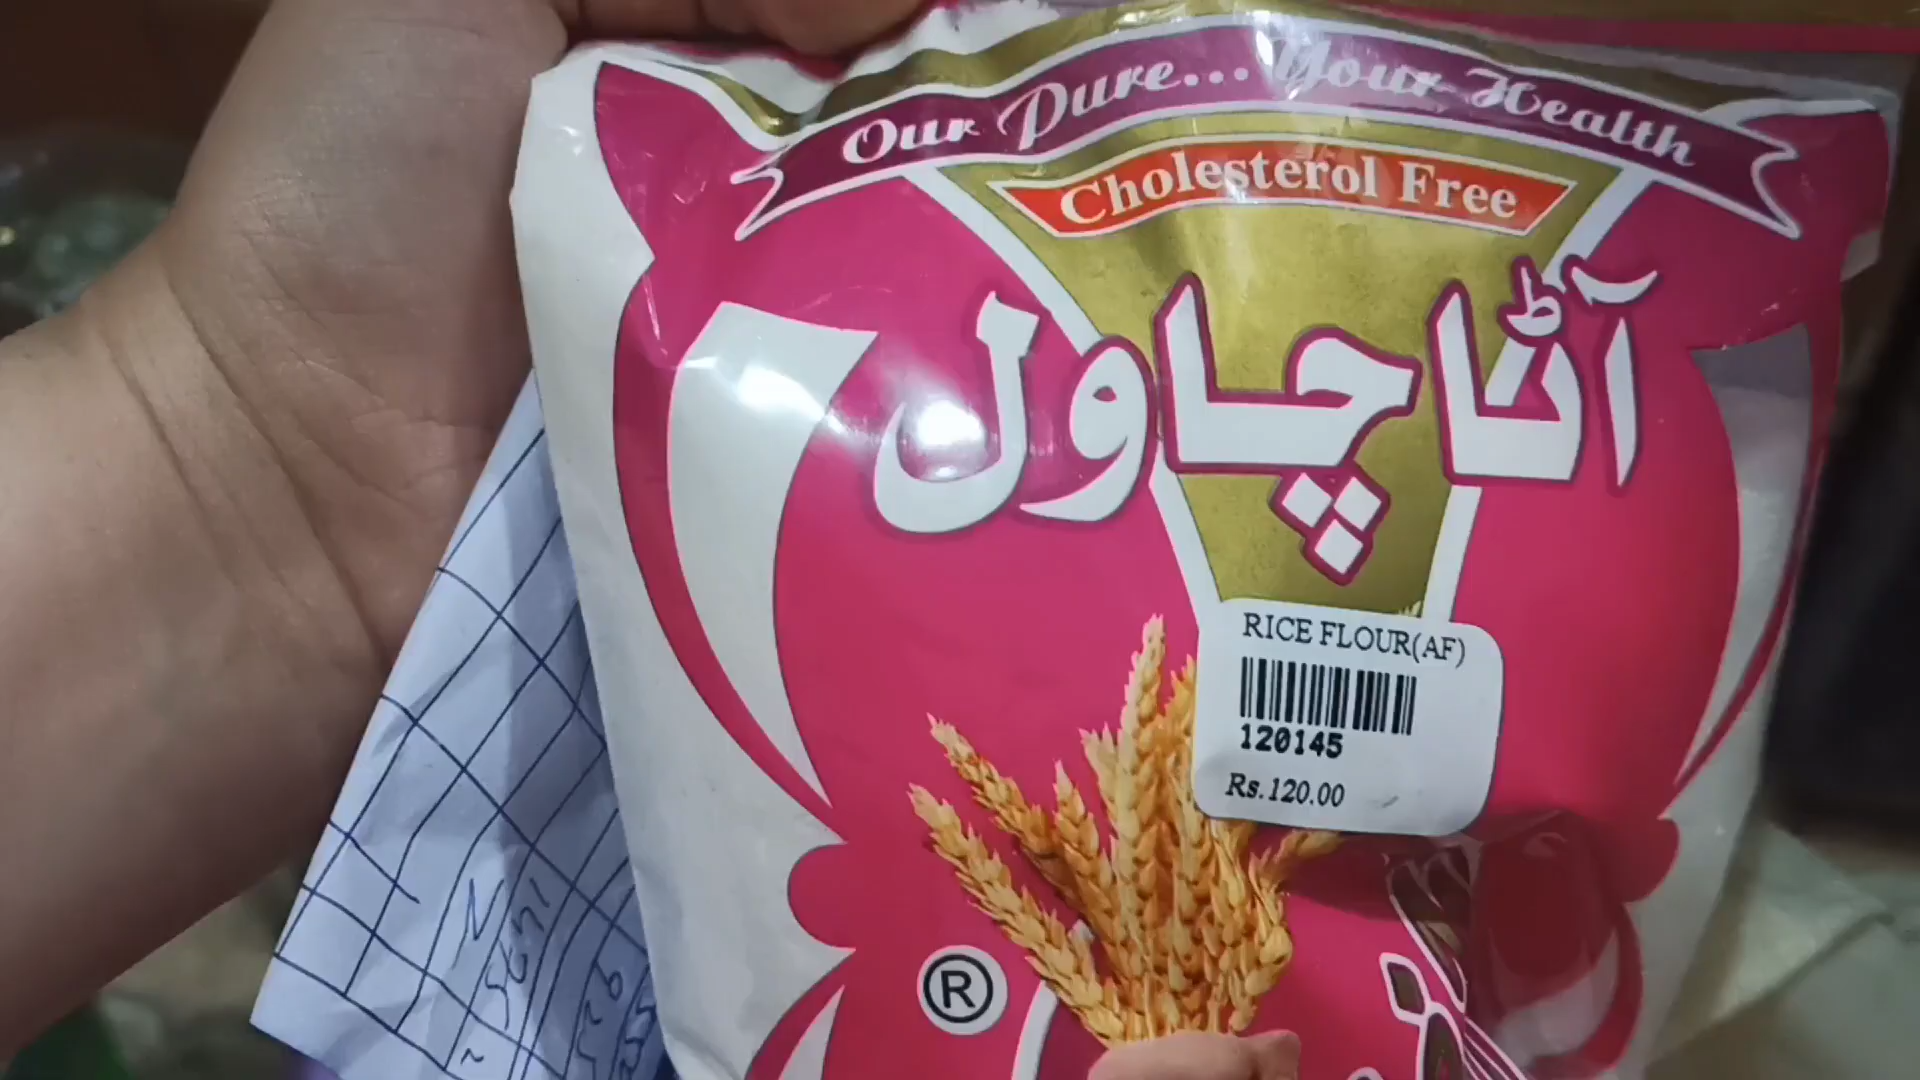 Our Pure... Your Health
Cholesterol Free
آٹا چاول
RICE FLOUR(AF)
120145
Rs.120.00
®